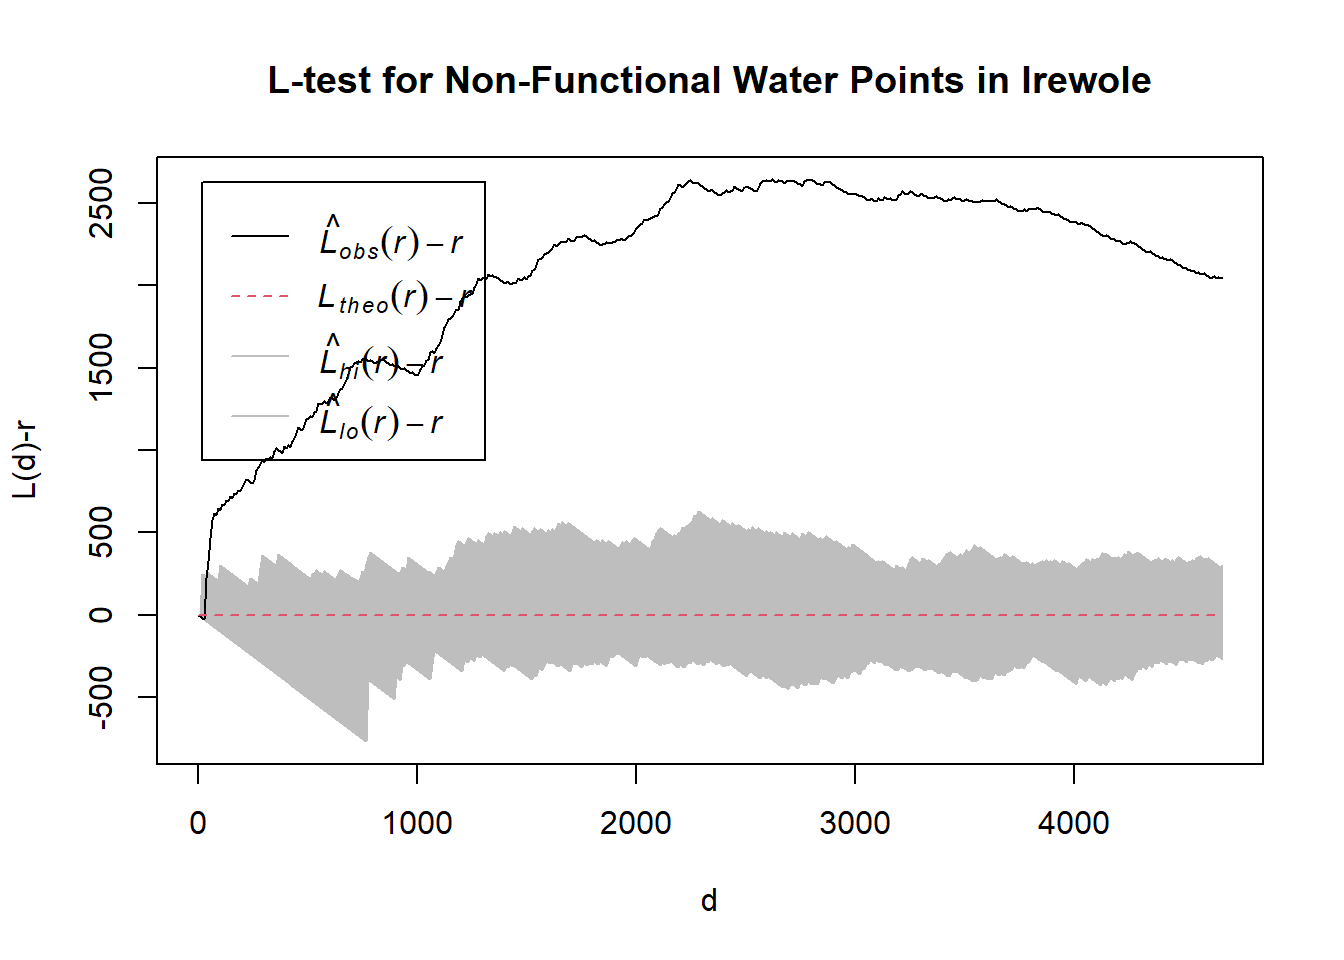 L-test for Non-Functional Water Points in Irewole
L(d)-r
2500
1500
500
0
-500
L̂obs(r) − r
Ltheo(r) − r
L̂hi(r) − r
L̂lo(r) − r
0 1000 2000 3000 4000
d